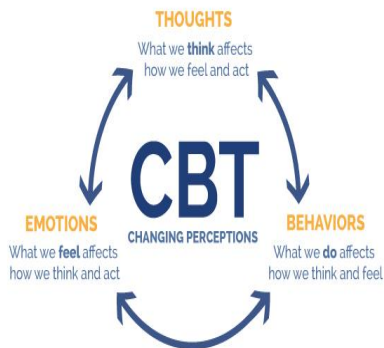 THOUGHTS
What we think affects
how we feel and act
CBT
CHANGING PERCEPTIONS
EMOTIONS
What we feel affects
how we think and act
BEHAVIORS
What we do affects
how we think and feel